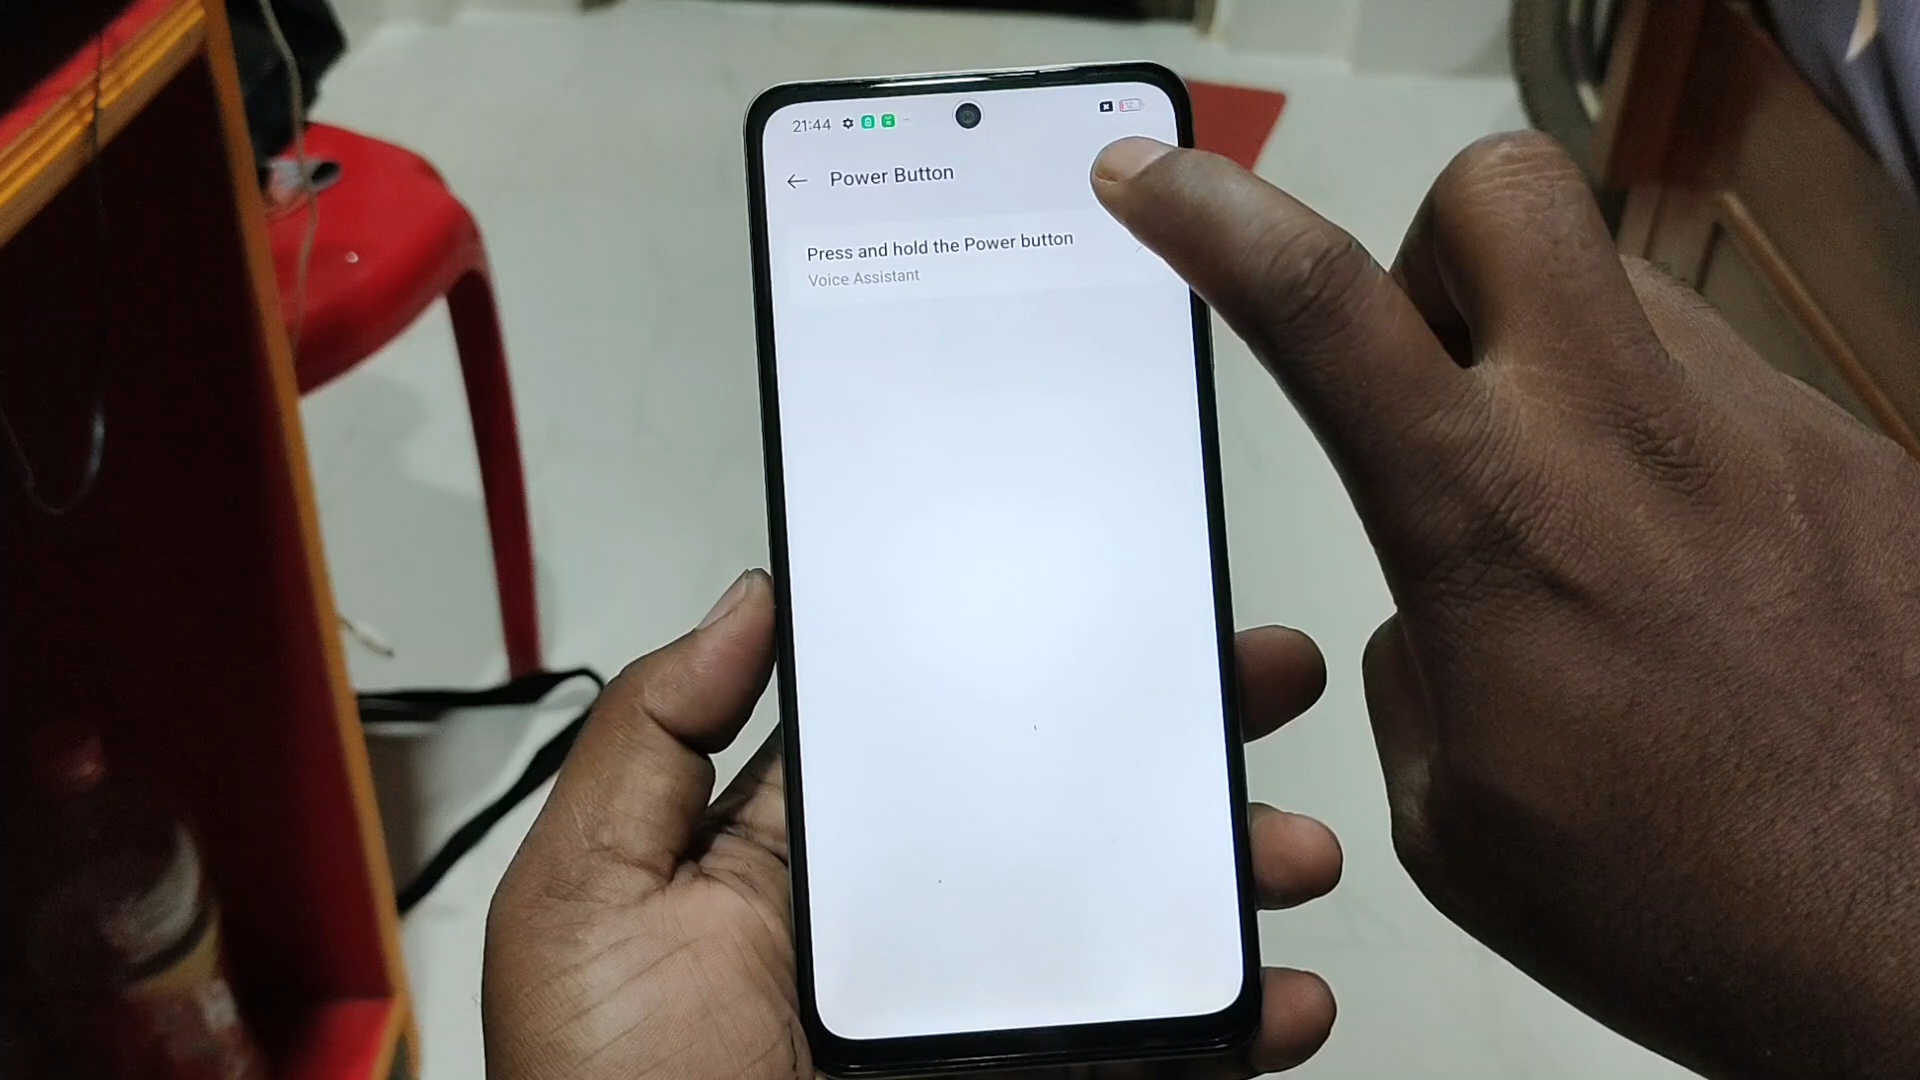 21:44
Power Button
Press and hold the Power button
Voice Assistant